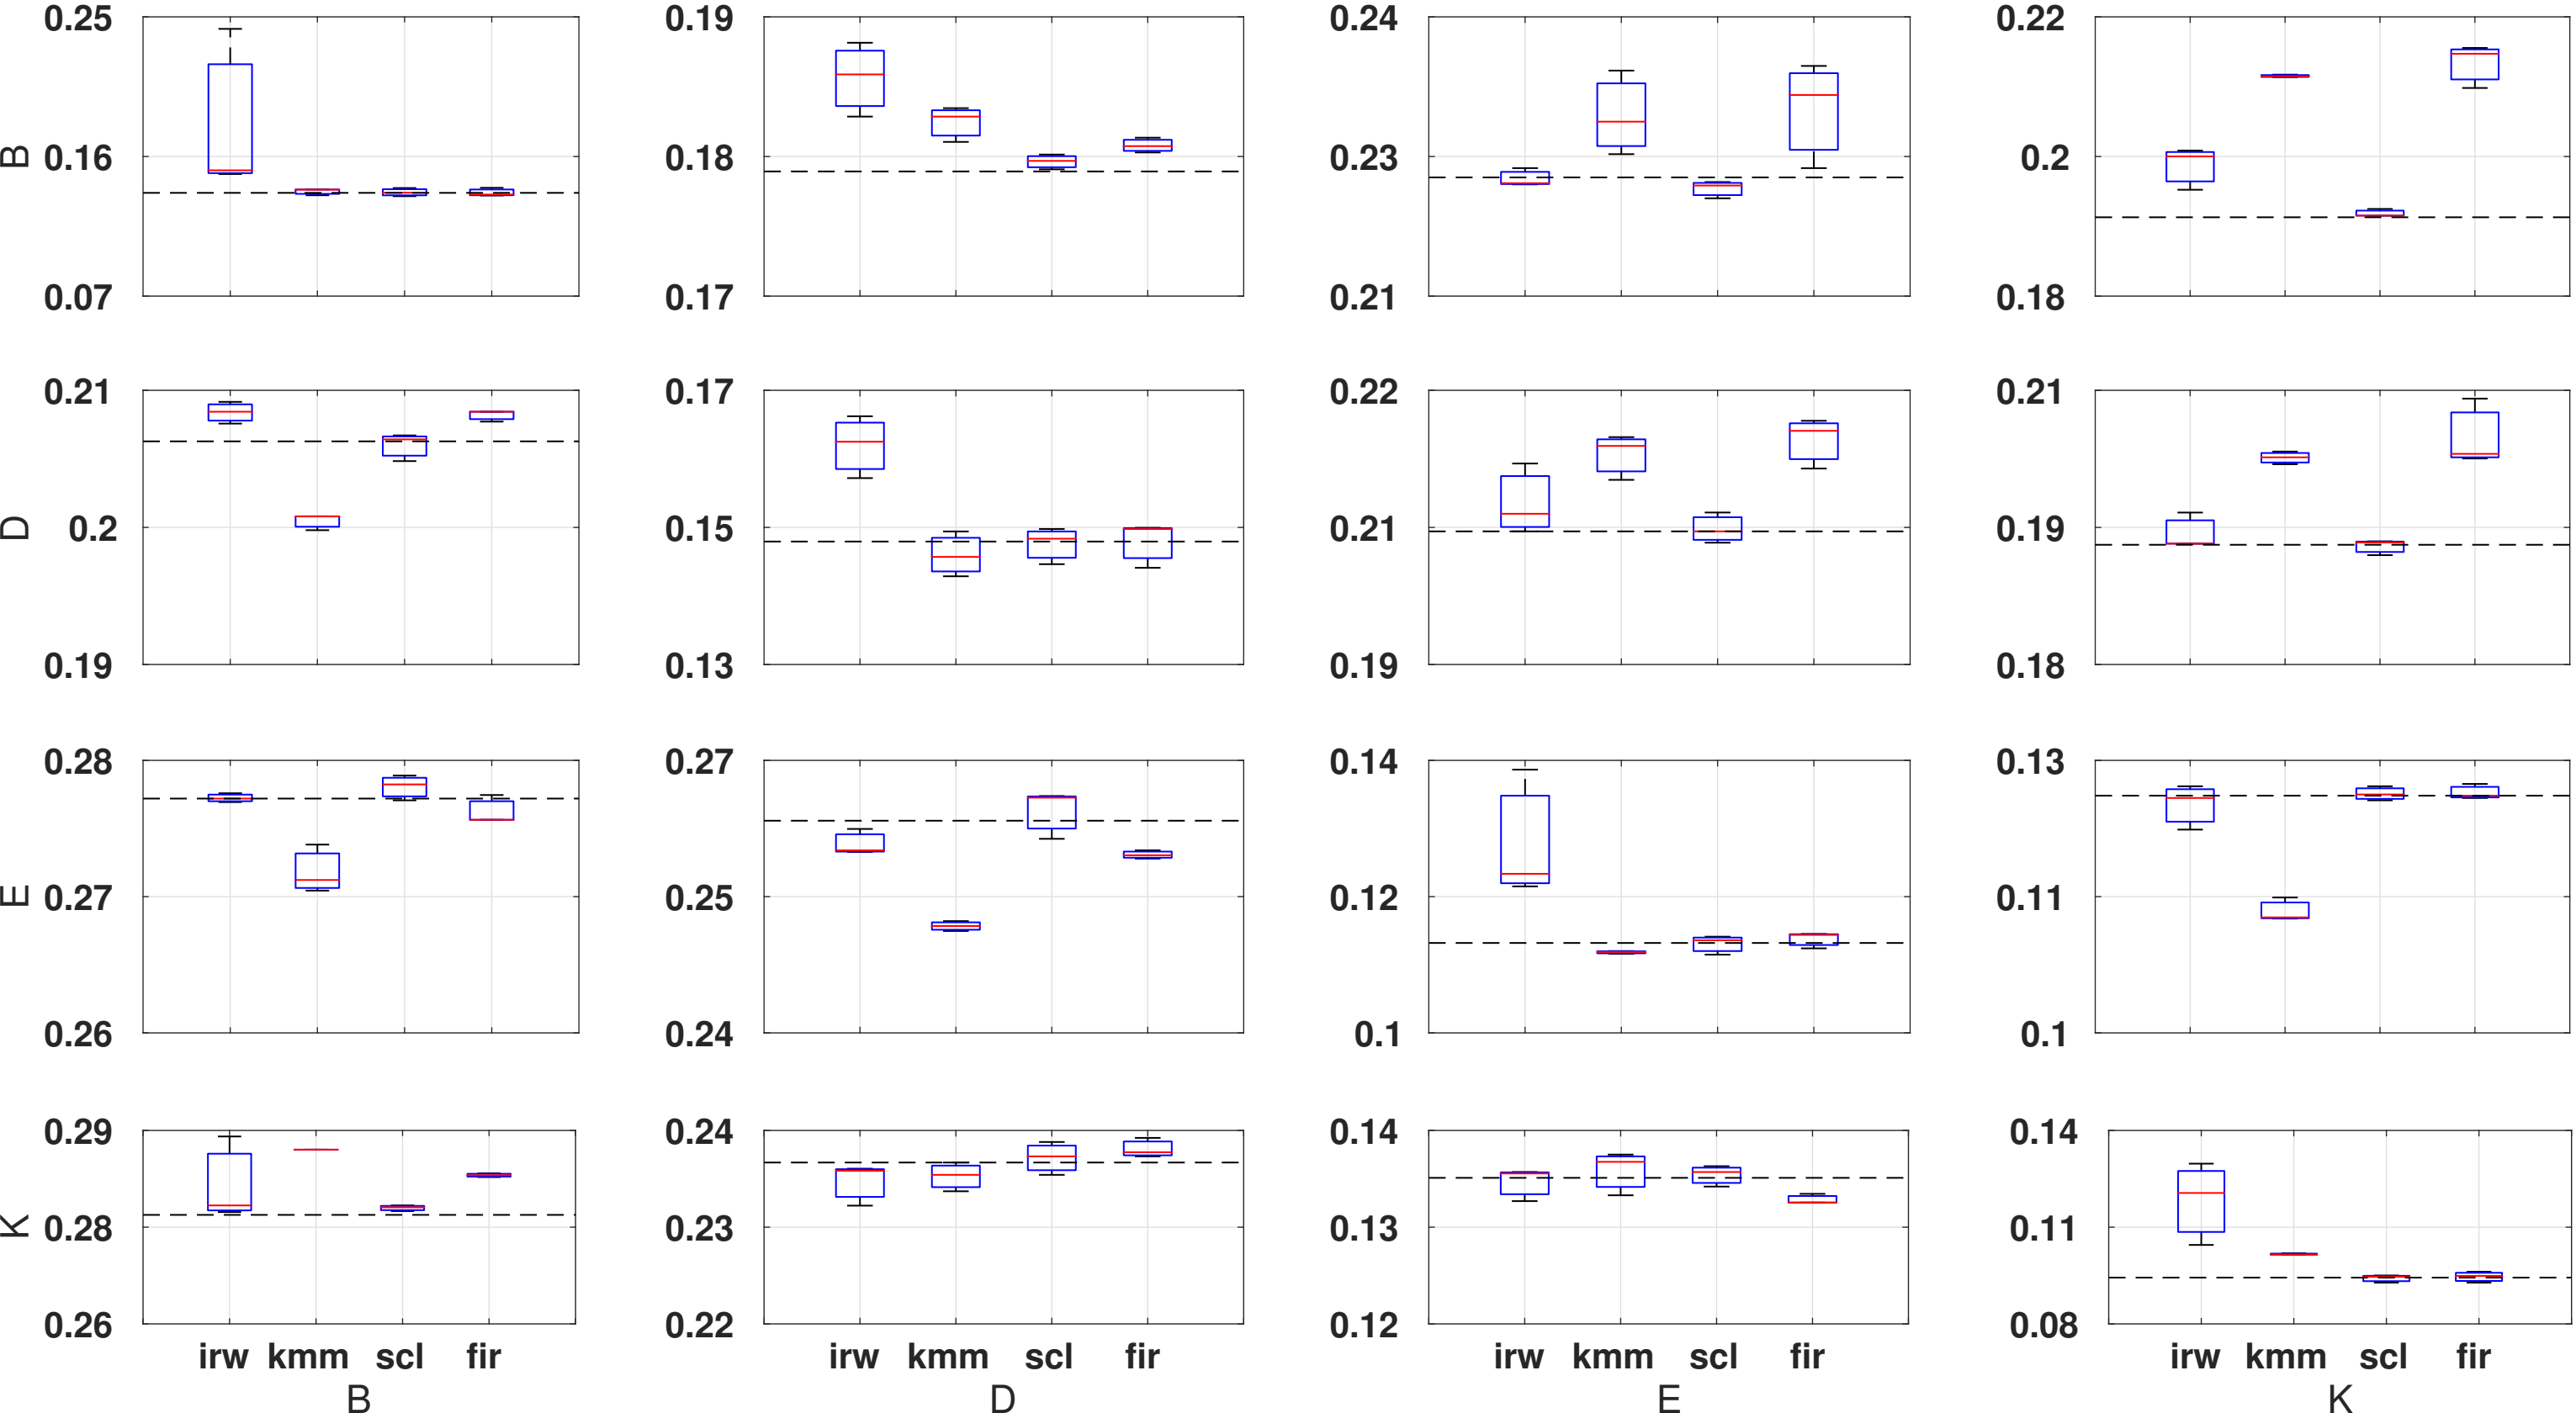 0.25 0.19 0.24 0.22
B 0.16 0.18 0.23 0.2
0.07 0.17 0.21 0.18
0.21 0.17 0.22 0.21
D 0.2 0.15 0.21 0.19
0.19 0.13 0.19 0.18
0.28 0.27 0.14 0.13
E 0.27 0.25 0.12 0.11
0.26 0.24 0.1 0.1
0.29 0.24 0.14 0.14
K 0.28 0.23 0.13 0.11
0.26 0.22 0.12 0.08
irw kmm scl fir irw kmm scl fir irw kmm scl fir irw kmm scl fir
B D E K